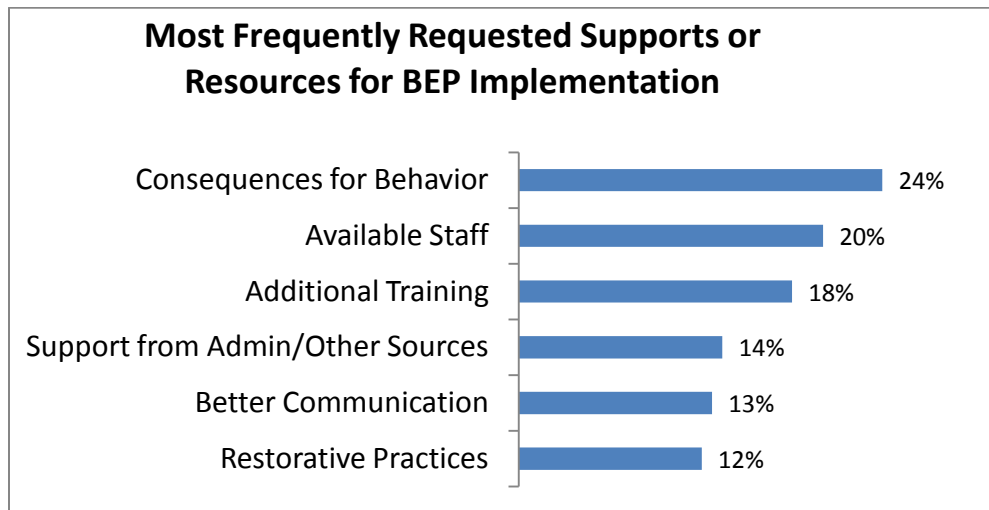 Most Frequently Requested Supports or
Resources for BEP Implementation
Consequences for Behavior 24%
Available Staff 20%
Additional Training 18%
Support from Admin/Other Sources 14%
Better Communication 13%
Restorative Practices 12%